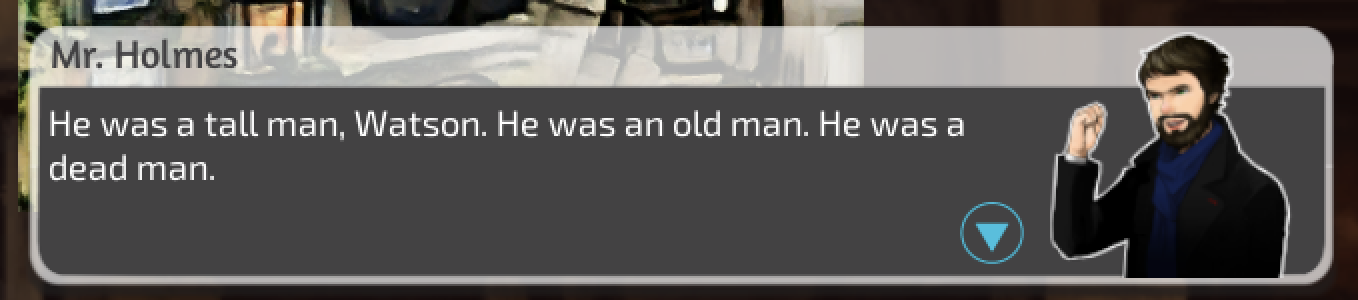 Mr. Holmes
He was a tall man, Watson. He was an old man. He was a
dead man.